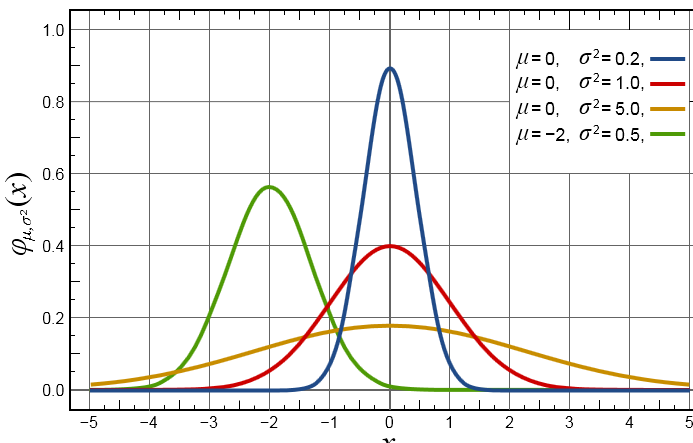 1.0
0.8
0.6
0.4
0.2
0.0
φμ,σ²(x)
μ=0, σ²=0.2,
μ=0, σ²=1.0,
μ=0, σ²=5.0,
μ=−2, σ²=0.5,
−5 −4 −3 −2 −1 0 1 2 3 4 5
x